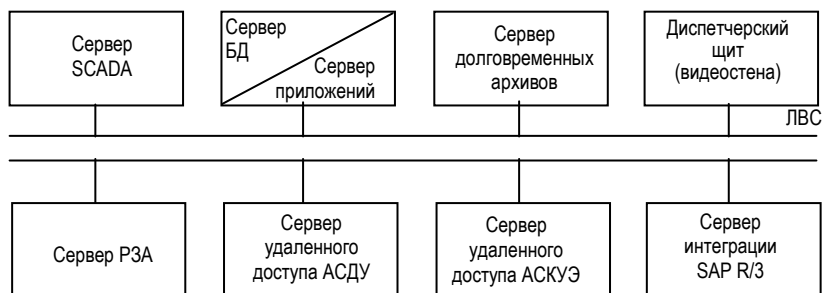 Сервер
SCADA
Сервер
БД
Сервер
приложений
Сервер
долговременных
архивов
Диспетчерский
щит
(видеостена)
ЛВС
Сервер РЗА
Сервер
удаленного
доступа АСДУ
Сервер
удаленного
доступа АСКУЭ
Сервер
интеграции
SAP R/3